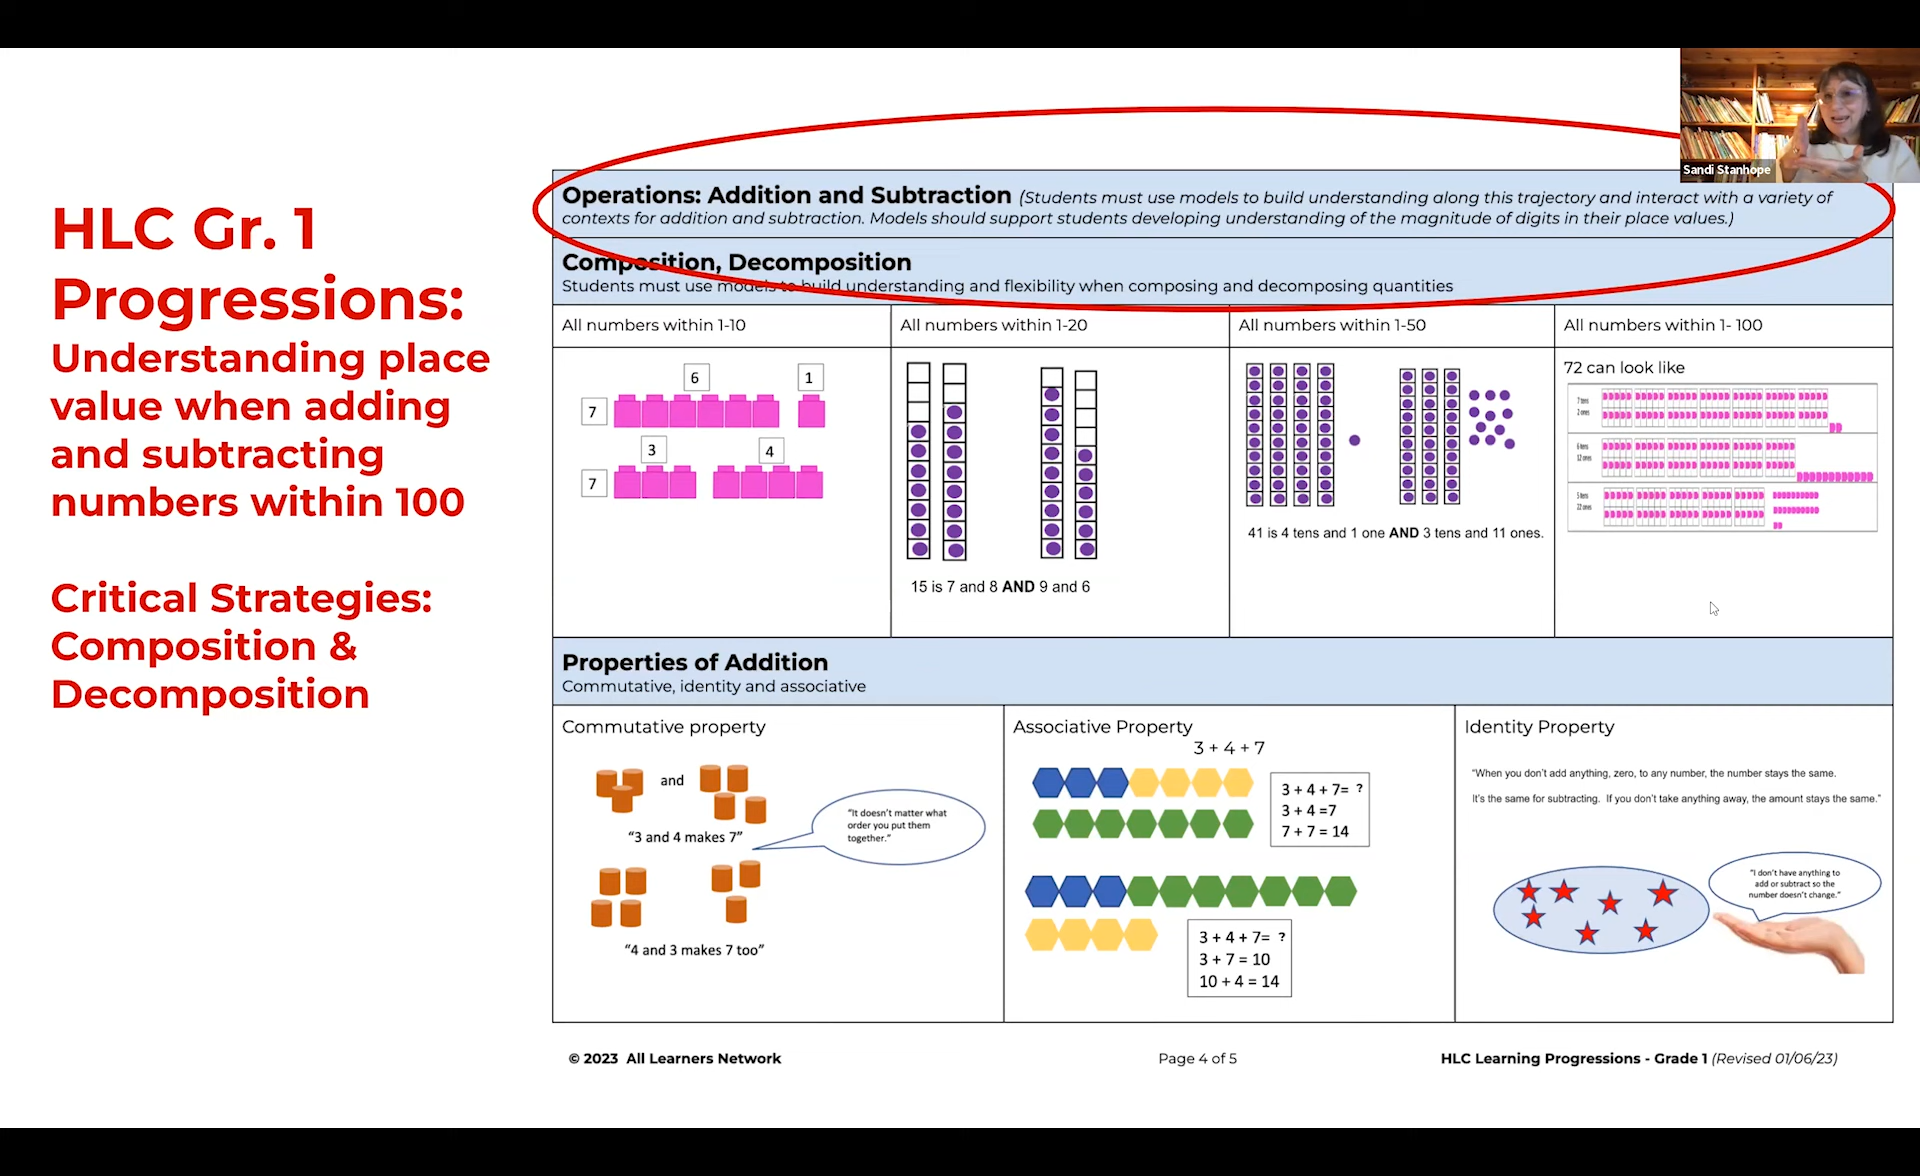 Sandi Stanhope
HLC Gr. 1
Progressions:
Understanding place
value when adding
and subtracting
numbers within 100
Critical Strategies:
Composition &
Decomposition
Operations: Addition and Subtraction (Students must use models to build understanding along this trajectory and interact with a variety of
contexts for addition and subtraction. Models should support students developing understanding of the magnitude of digits in their place values.)
Composition, Decomposition
Students must use models to build understanding and flexibility when composing and decomposing quantities
All numbers within 1-10
6
1
7
3
4
7
All numbers within 1-20
15 is 7 and 8 AND 9 and 6
All numbers within 1-50
41 is 4 tens and 1 one AND 3 tens and 11 ones.
All numbers within 1- 100
72 can look like
7 tens
2 ones
6 tens
12 ones
5 tens
22 ones
Properties of Addition
Commutative, identity and associative
Commutative property
and
"3 and 4 makes 7"
"It doesn't matter what
order you put them
together."
"4 and 3 makes 7 too"
Associative Property
3 + 4 + 7
3 + 4 + 7= ?
3 + 4 =7
7 + 7 = 14
3 + 4 + 7= ?
3 + 7 = 10
10 + 4 = 14
Identity Property
"When you don't add anything, zero, to any number, the number stays the same.
It's the same for subtracting. If you don't take anything away, the amount stays the same."
"I don't have anything to
add or subtract so the
number doesn't change."
© 2023 All Learners Network
Page 4 of 5
HLC Learning Progressions - Grade 1 (Revised 01/06/23)